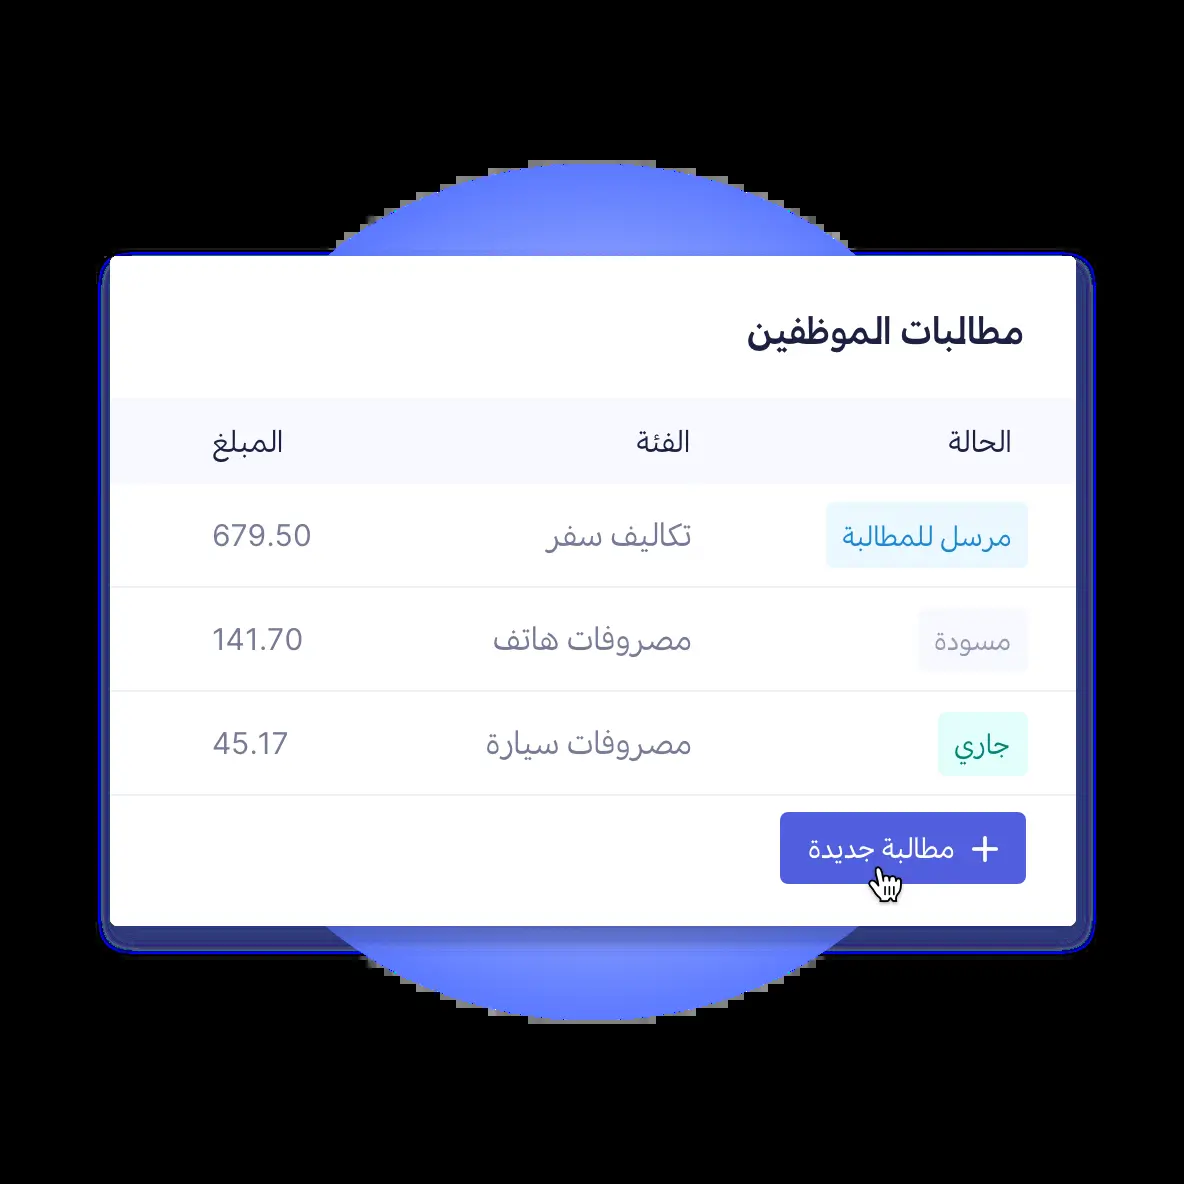 مطالبات الموظفين
الحالة الفئة المبلغ
مرسل للمطالبة تكاليف سفر 679.50
مسودة مصروفات هاتف 141.70
جاري مصروفات سيارة 45.17
+ مطالبة جديدة